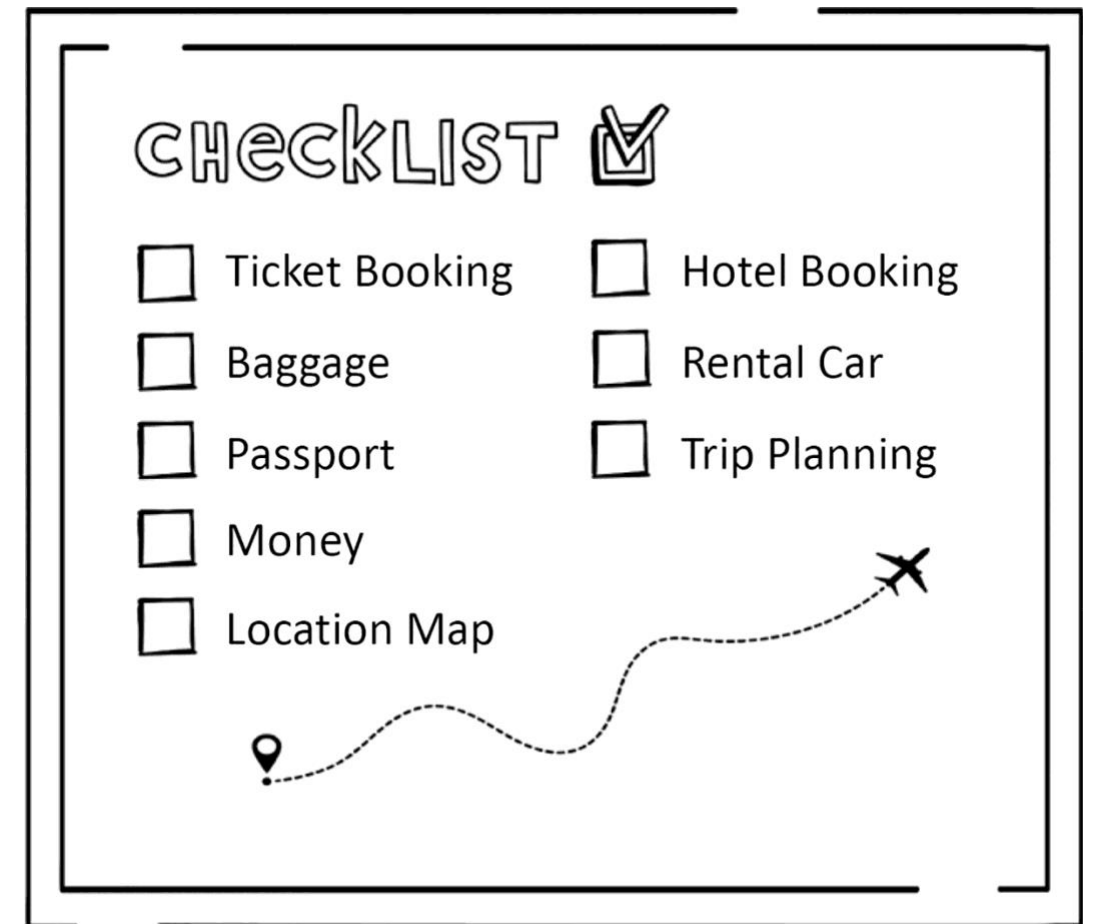 CHecKLIST
Ticket Booking
Baggage
Passport
Money
Location Map
Hotel Booking
Rental Car
Trip Planning